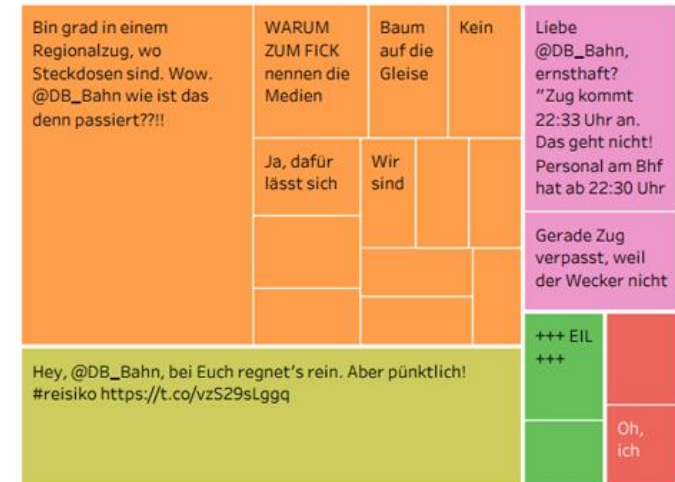 Bin grad in einem
Regionalzug, wo
Steckdosen sind. Wow.
@DB_Bahn wie ist das
denn passiert??!!
WARUM
ZUM FICK
nennen die
Medien
Baum
auf die
Gleise
Kein
Ja, dafür
lässt sich
Wir
sind
Hey, @DB_Bahn, bei Euch regnet's rein. Aber pünktlich!
#reisiko https://t.co/vzS29sLggq
Liebe
@DB_Bahn,
ernsthaft?
"Zug kommt
22:33 Uhr an.
Das geht nicht!
Personal am Bhf
hat ab 22:30 Uhr
Gerade Zug
verpasst, weil
der Wecker nicht
+++ EIL
+++
Oh,
ich